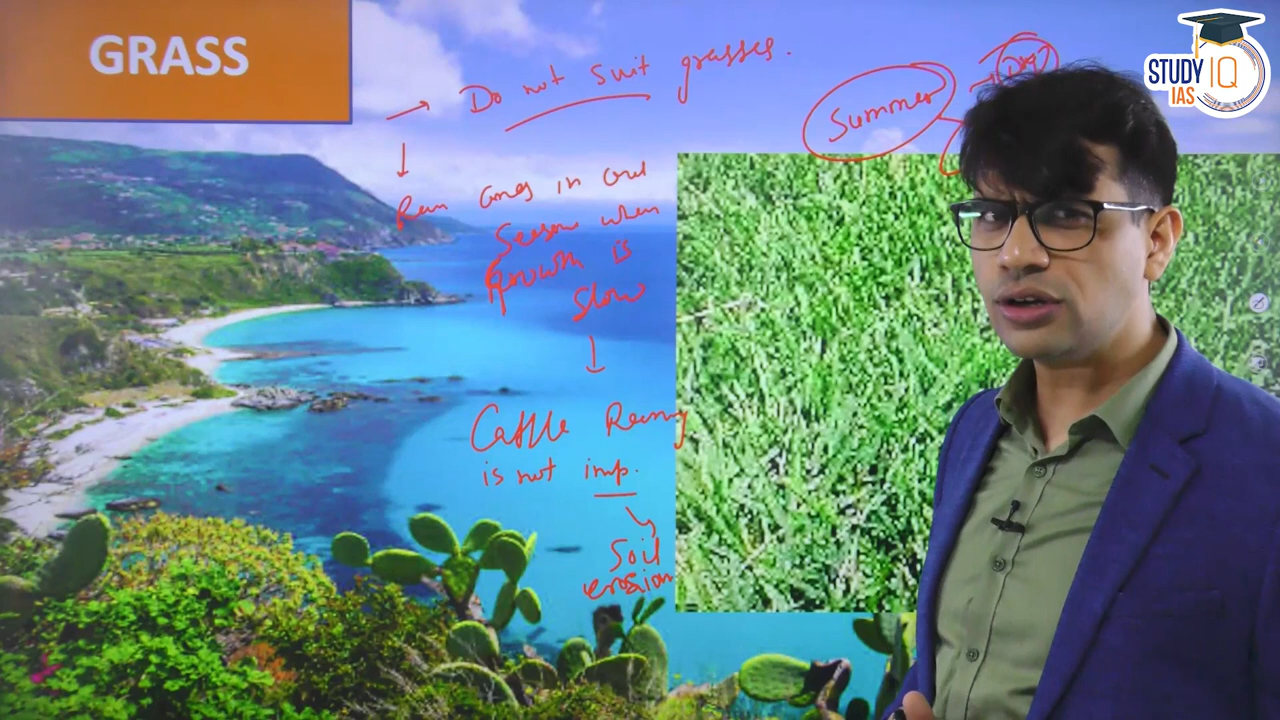 GRASS
→ Do not suit grasses.
Summer → Dry
STUDY IQ
IAS
↓
Rain comes in cool
Season when
growth is
slow
↓
Cattle Rearing
is not imp.
Soil
erosion